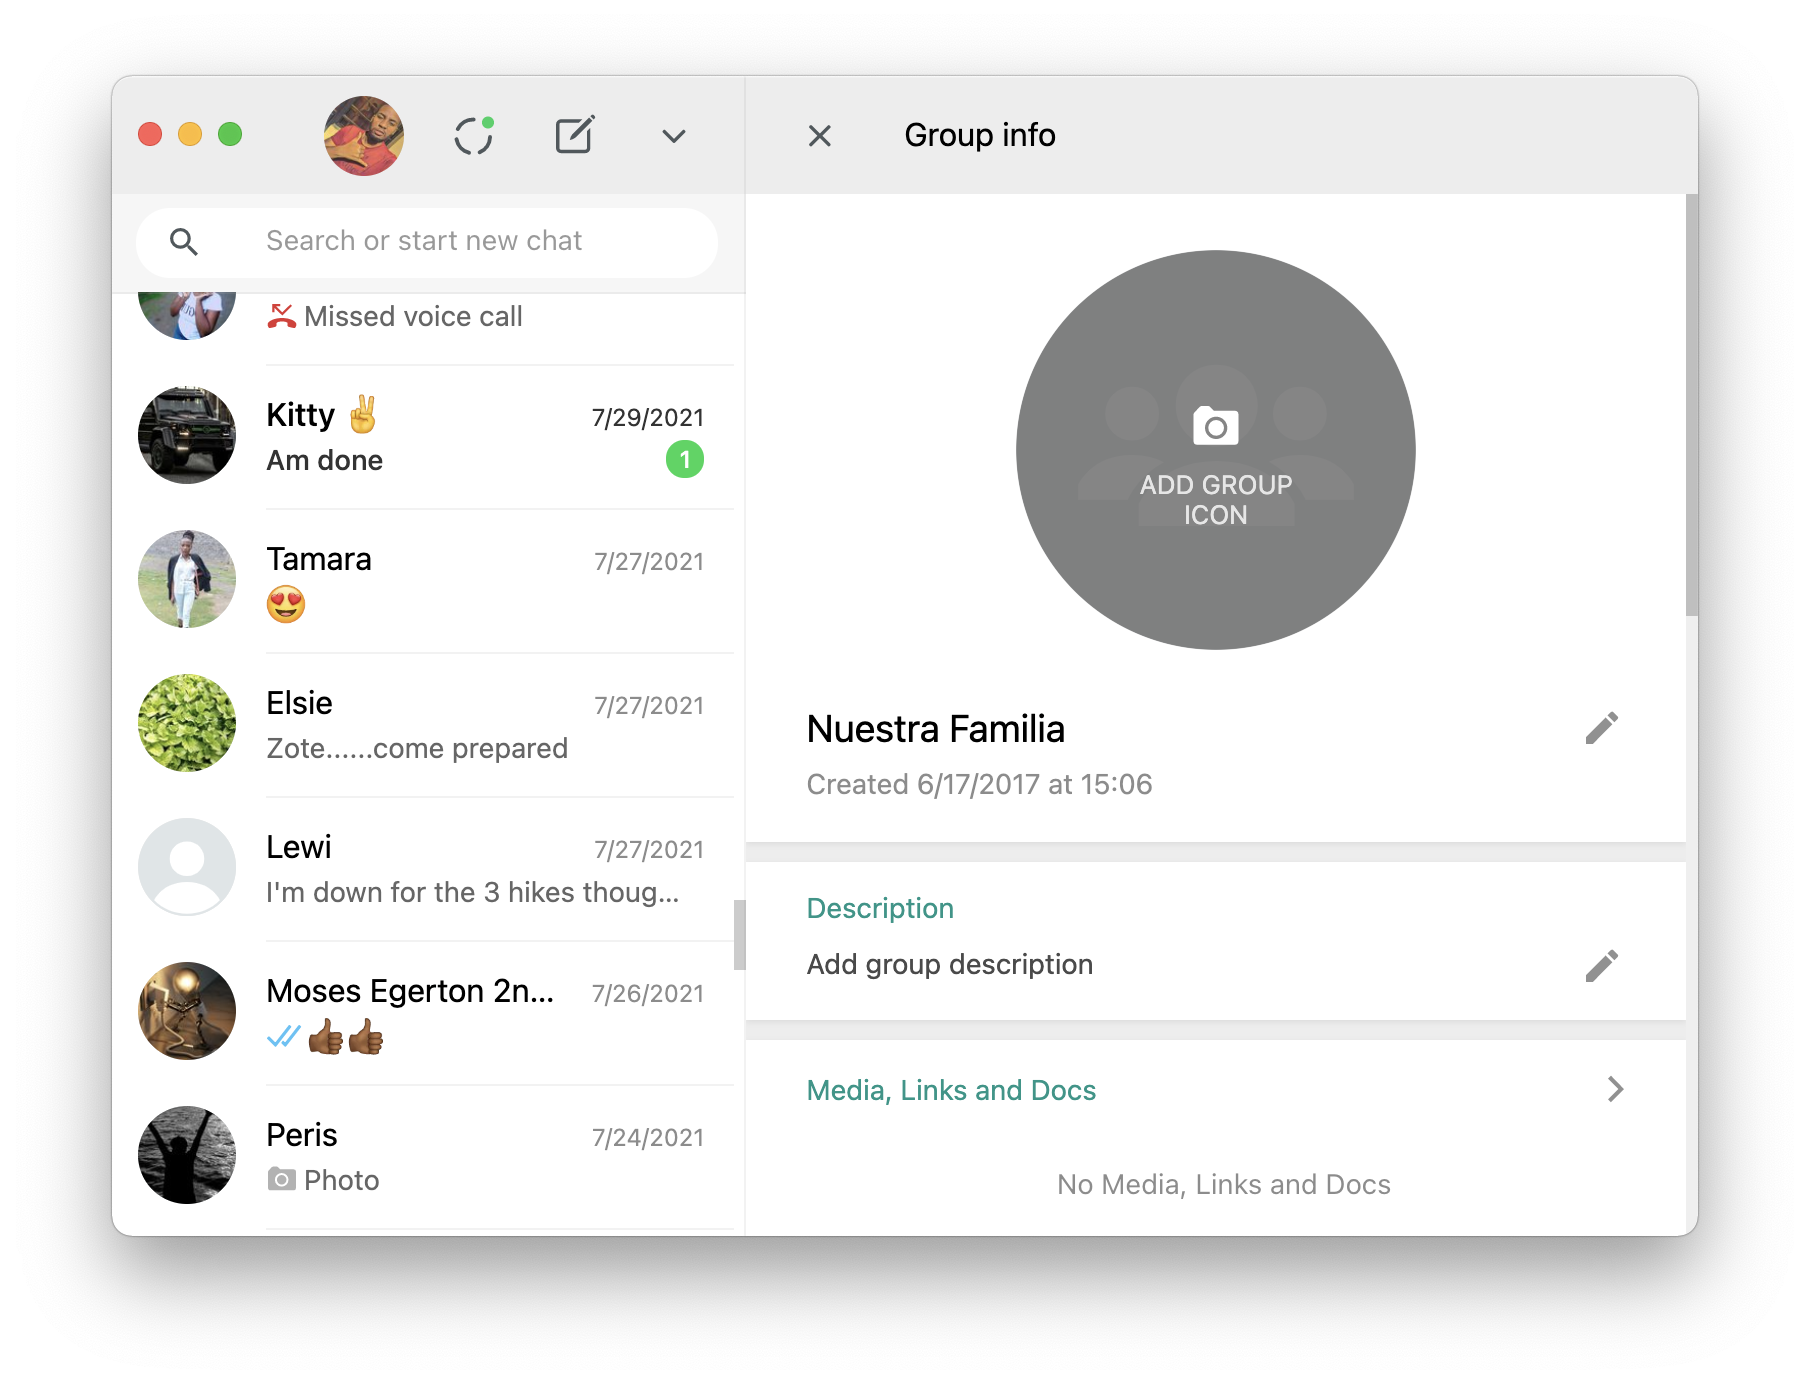 Group info
Search or start new chat
Missed voice call
Kitty ✌️ 7/29/2021
Am done 1
Tamara 7/27/2021
😍
Elsie 7/27/2021
Zote......come prepared
Lewi 7/27/2021
I'm down for the 3 hikes thoug...
Moses Egerton 2n... 7/26/2021
👍🏾👍🏾
Peris 7/24/2021
Photo
ADD GROUP
ICON
Nuestra Familia
Created 6/17/2017 at 15:06
Description
Add group description
Media, Links and Docs
No Media, Links and Docs